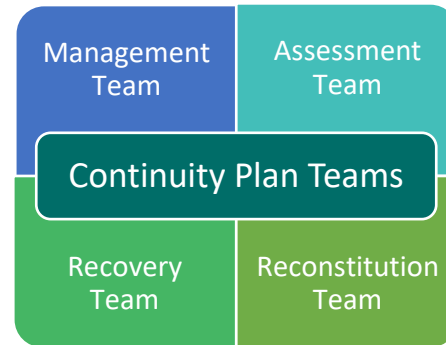 Management
Team
Assessment
Team
Continuity Plan Teams
Recovery
Team
Reconstitution
Team